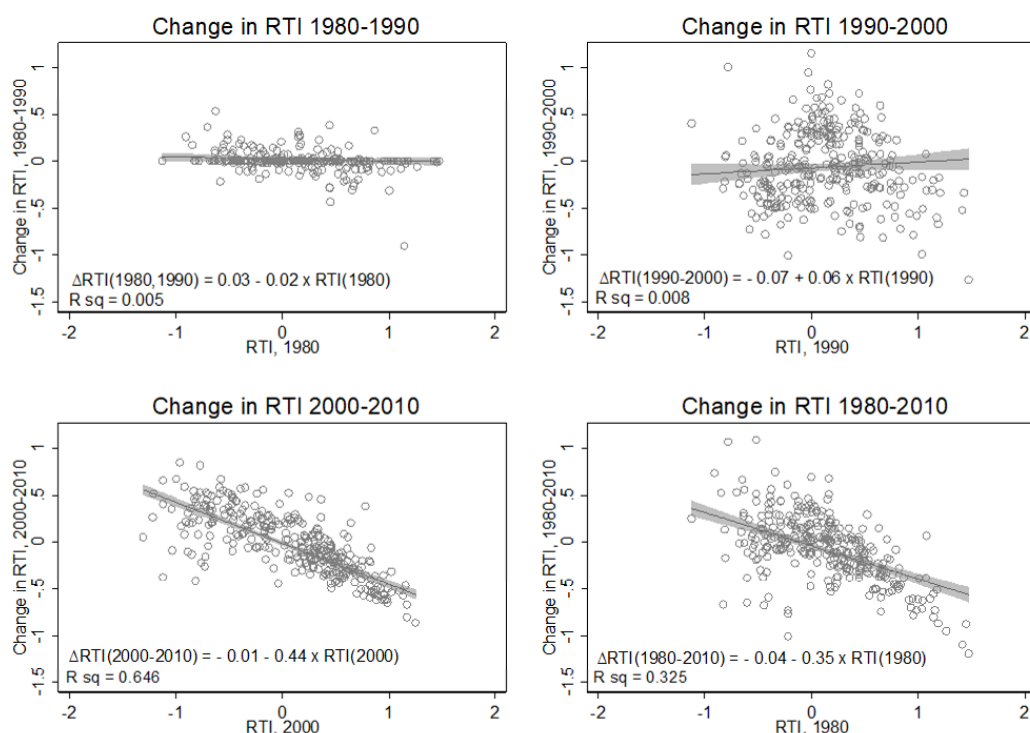 Change in RTI 1980-1990
Change in RTI, 1980-1990
1
.5
0
-.5
-1
-1.5
ΔRTI(1980,1990) = 0.03 - 0.02 x RTI(1980)
R sq = 0.005
-2 -1 0 1 2
RTI, 1980
Change in RTI 1990-2000
Change in RTI, 1990-2000
1
.5
0
-.5
-1
-1.5
ΔRTI(1990-2000) = - 0.07 + 0.06 x RTI(1990)
R sq = 0.008
-2 -1 0 1 2
RTI, 1990
Change in RTI 2000-2010
Change in RTI, 2000-2010
1
.5
0
-.5
-1
-1.5
ΔRTI(2000-2010) = - 0.01 - 0.44 x RTI(2000)
R sq = 0.646
-2 -1 0 1 2
RTI, 2000
Change in RTI 1980-2010
Change in RTI, 1980-2010
1
.5
0
-.5
-1
-1.5
ΔRTI(1980-2010) = - 0.04 - 0.35 x RTI(1980)
R sq = 0.325
-2 -1 0 1 2
RTI, 1980